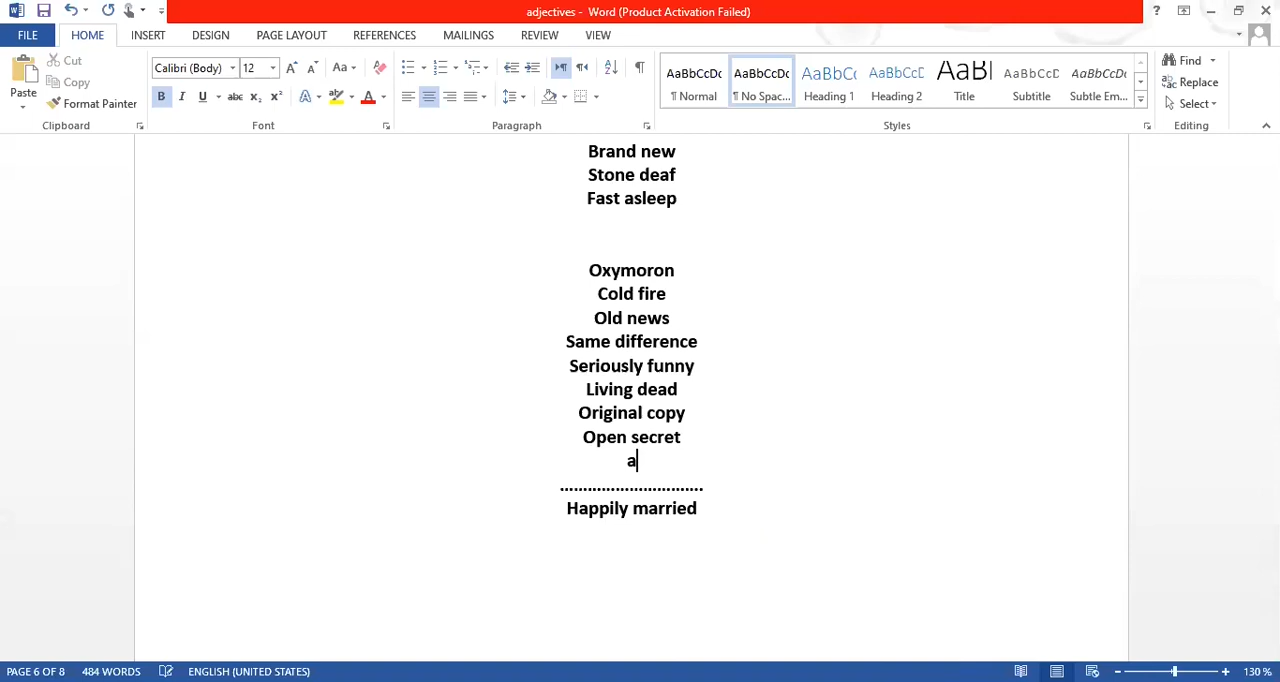 adjectives - Word (Product Activation Failed)
FILE HOME INSERT DESIGN PAGE LAYOUT REFERENCES MAILINGS REVIEW VIEW
Paste
Cut
Copy
Format Painter
Clipboard
Calibri (Body) 12
Font
Paragraph
AaBbCcDc AaBbCcDc AaBbCc AaBbCcE AaBl AaBbCcD AaBbCcDt
¶ Normal ¶ No Spac... Heading 1 Heading 2 Title Subtitle Subtle Em...
Styles
Find
Replace
Select
Editing
Brand new
Stone deaf
Fast asleep
Oxymoron
Cold fire
Old news
Same difference
Seriously funny
Living dead
Original copy
Open secret
a
...............................
Happily married
PAGE 6 OF 8 484 WORDS ENGLISH (UNITED STATES) 130 %